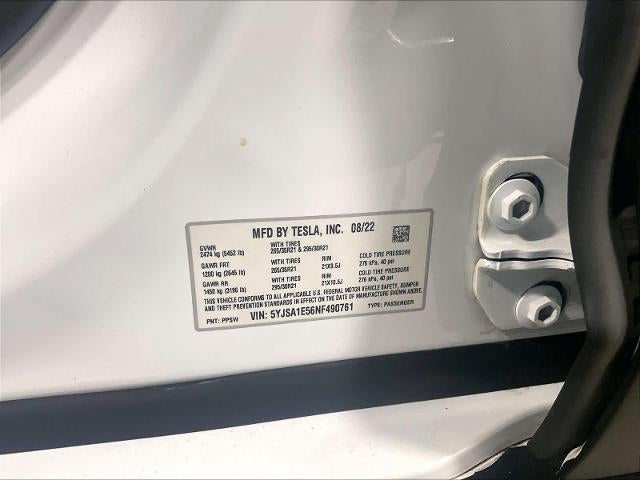 MFD BY TESLA, INC. 08/22
GVWR WITH TIRES
2474 kg (5452 lb) 265/35R21 & 295/30R21
GAWR FRT WITH TIRES RIM COLD TIRE PRESSURE
1200 kg (2645 lb) 265/35R21 21X9.5J 276 kPa, 40 psi
GAWR RR WITH TIRES RIM COLD TIRE PRESSURE
1450 kg (3196 lb) 295/30R21 21X10.5J 276 kPa, 40 psi
THIS VEHICLE CONFORMS TO ALL APPLICABLE U.S. FEDERAL MOTOR VEHICLE SAFETY, BUMPER
AND THEFT PREVENTION STANDARDS IN EFFECT ON THE DATE OF MANUFACTURE SHOWN ABOVE.
PNT: PPSW VIN: 5YJSA1E56NF490761 TYPE: PASSENGER